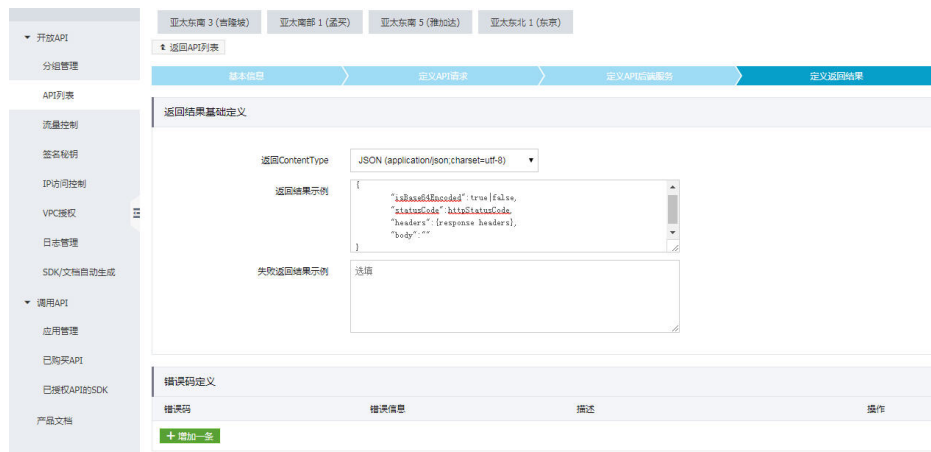 亚太东南 3 (吉隆坡) 亚太南部 1 (孟买) 亚太东南 5 (雅加达) 亚太东北 1 (东京)
返回API列表
开放API
分组管理
API列表
流量控制
签名秘钥
IP访问控制
VPC授权
日志管理
SDK/文档自动生成
调用API
应用管理
已购买API
已授权API的SDK
产品文档
基本信息 定义API请求 定义API后端服务 定义返回结果
返回结果基础定义
返回ContentType JSON (application/json;charset=utf-8)
返回结果示例
{
"isBase64Encoded":true|false,
"statusCode":httpStatusCode,
"headers":{response headers},
"body":""
}
失败返回结果示例 选填
错误码定义
错误码 错误信息 描述 操作
+ 增加一条